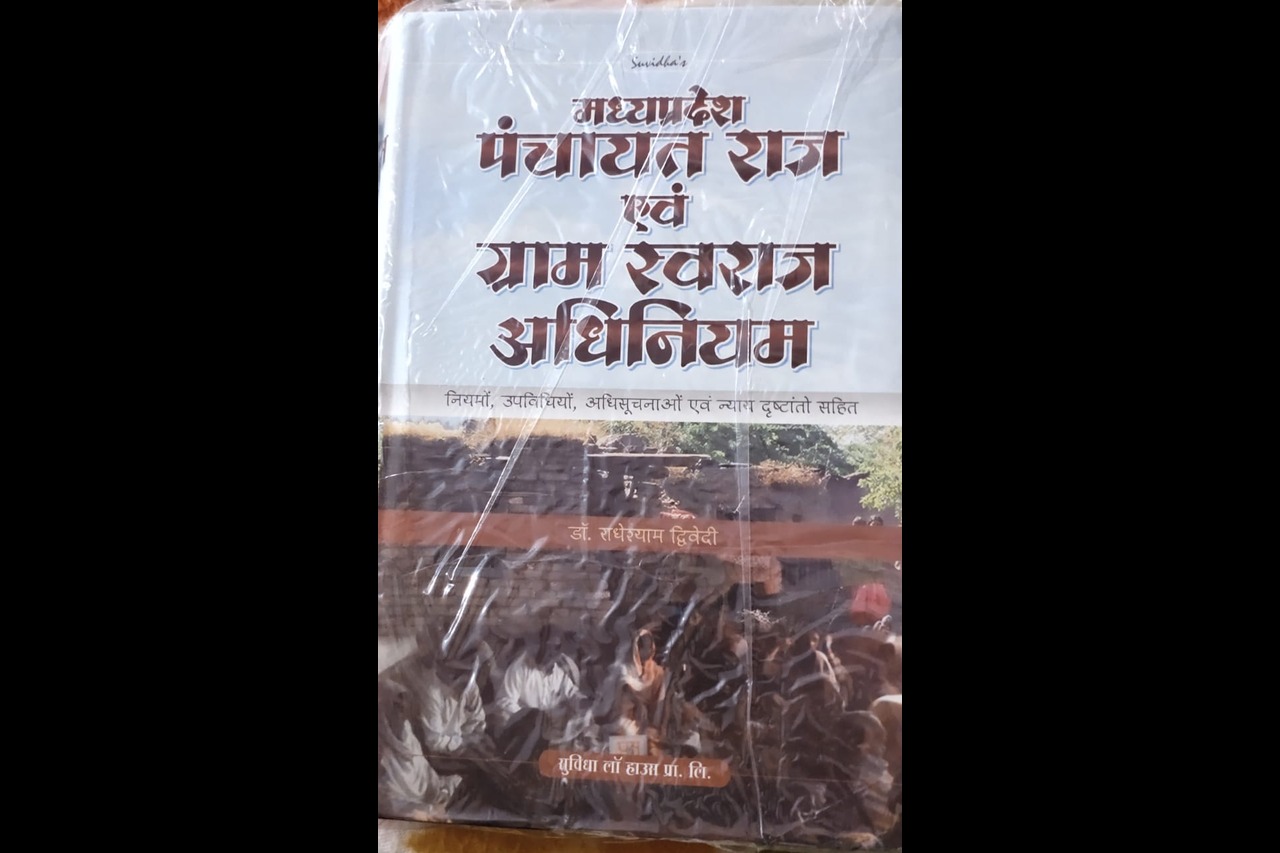 Suvidha's
मध्यप्रदेश
पंचायत राज
एवं
ग्राम स्वराज
अधिनियम
नियमों, उपविधियों, अधिसूचनाओं एवं न्याय दृष्टांतो सहित
डॉ. राधेश्याम द्विवेदी
सुविधा लॉ हाउस प्रा. लि.